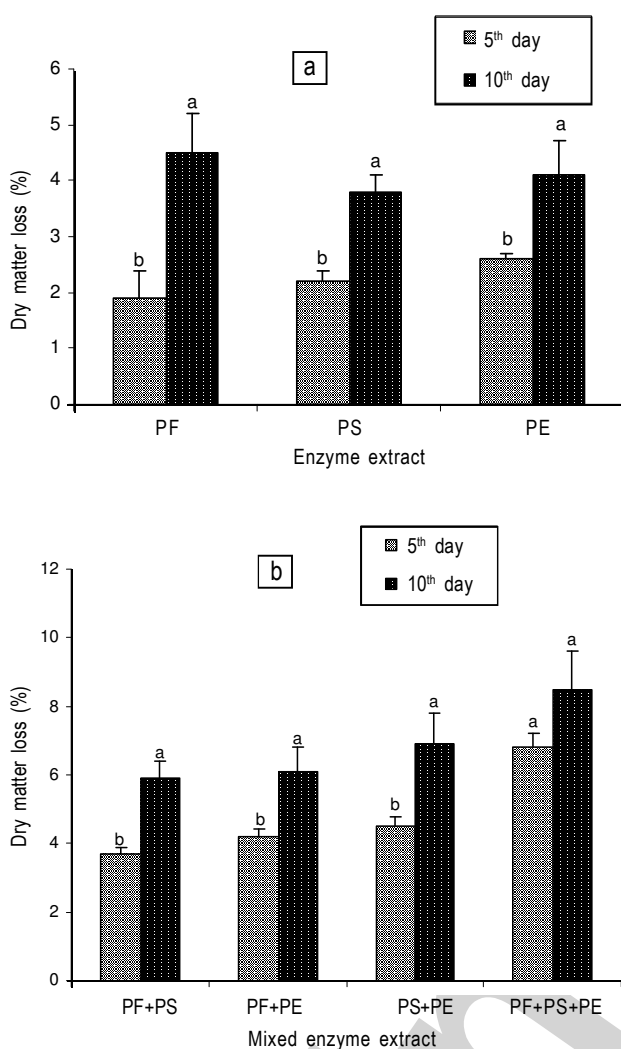 5th day
10th day
a
6
5
4
3
2
1
0
Dry matter loss (%)
b a b a b a
PF PS PE
Enzyme extract
5th day
10th day
b
12
10
8
6
4
2
0
Dry matter loss (%)
b a b a b a a a
PF+PS PF+PE PS+PE PF+PS+PE
Mixed enzyme extract